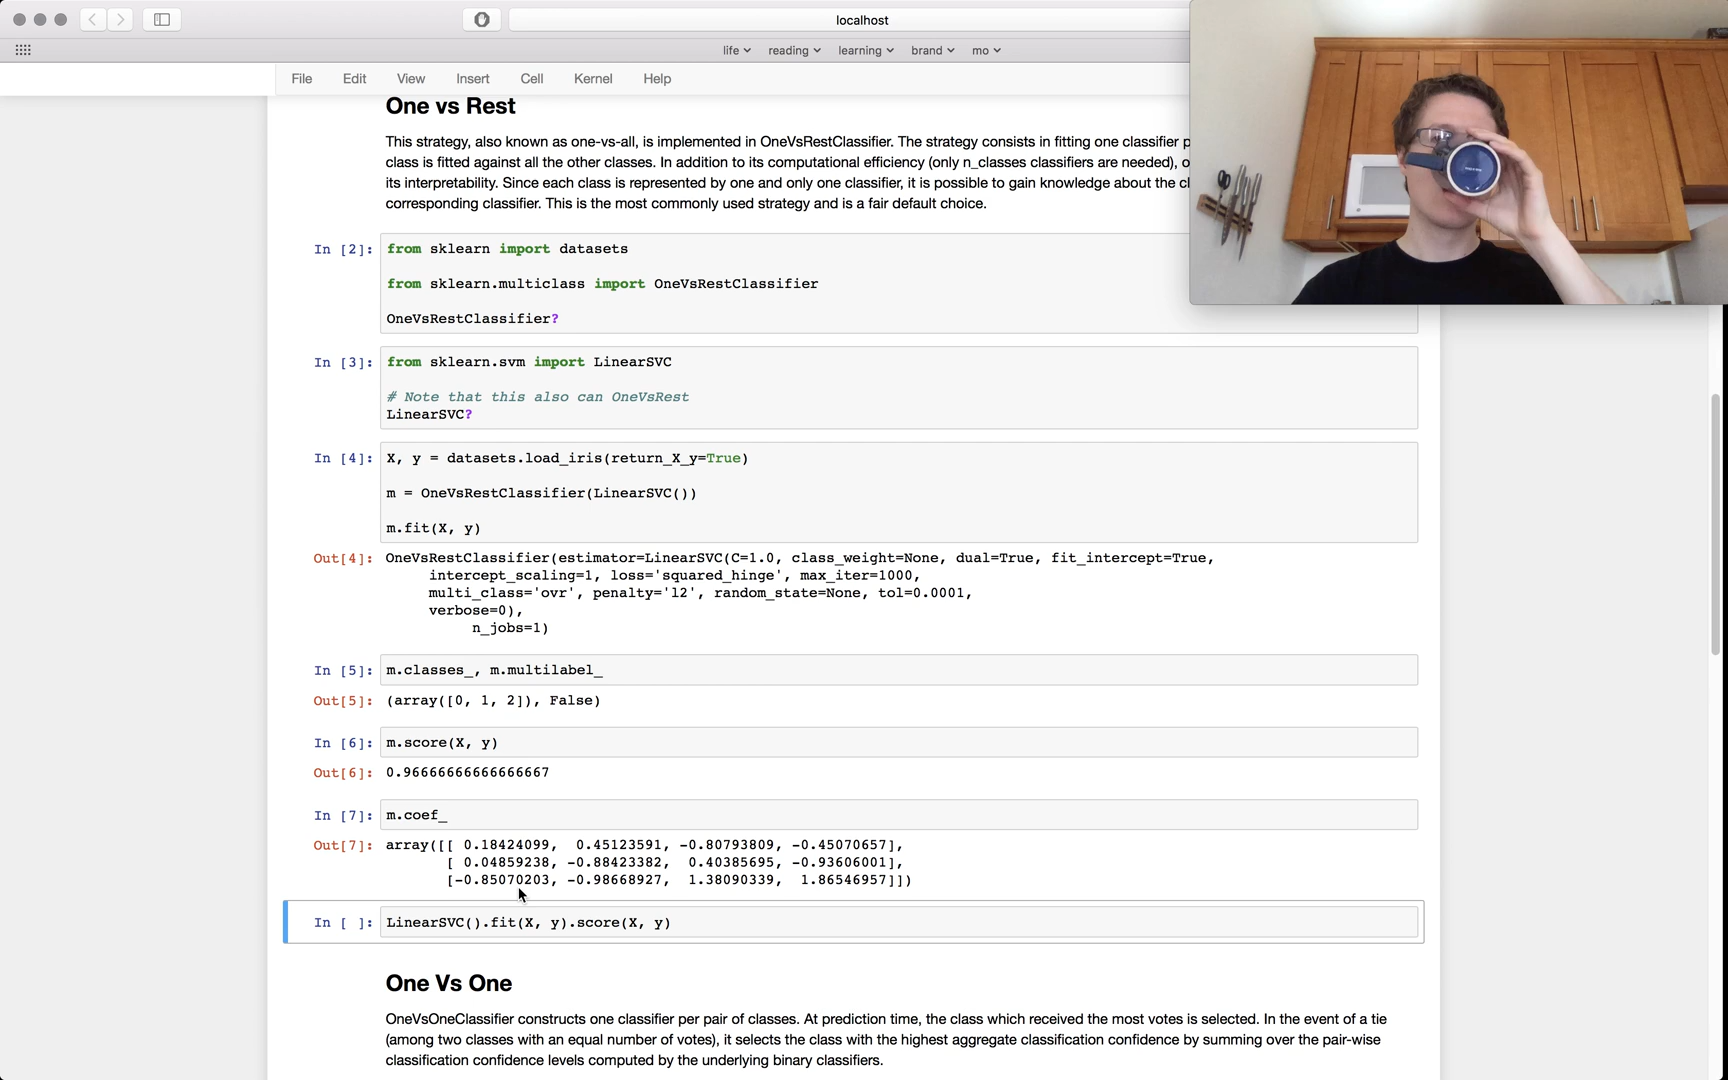 localhost
life reading learning brand mo
File Edit View Insert Cell Kernel Help
One vs Rest
This strategy, also known as one-vs-all, is implemented in OneVsRestClassifier. The strategy consists in fitting one classifier
class is fitted against all the other classes. In addition to its computational efficiency (only n_classes classifiers are needed),
its interpretability. Since each class is represented by one and only one classifier, it is possible to gain knowledge about the
corresponding classifier. This is the most commonly used strategy and is a fair default choice.
In [2]: from sklearn import datasets
from sklearn.multiclass import OneVsRestClassifier
OneVsRestClassifier?
In [3]: from sklearn.svm import LinearSVC
# Note that this also can OneVsRest
LinearSVC?
In [4]: X, y = datasets.load_iris(return_X_y=True)
m = OneVsRestClassifier(LinearSVC())
m.fit(X, y)
Out[4]: OneVsRestClassifier(estimator=LinearSVC(C=1.0, class_weight=None, dual=True, fit_intercept=True,
intercept_scaling=1, loss='squared_hinge', max_iter=1000,
multi_class='ovr', penalty='l2', random_state=None, tol=0.0001,
verbose=0),
n_jobs=1)
In [5]: m.classes_, m.multilabel_
Out[5]: (array([0, 1, 2]), False)
In [6]: m.score(X, y)
Out[6]: 0.96666666666666667
In [7]: m.coef_
Out[7]: array([[ 0.18424099, 0.45123591, -0.80793809, -0.45070657],
[ 0.04859238, -0.88423382, 0.40385695, -0.93606001],
[-0.85070203, -0.98668927, 1.38090339, 1.86546957]])
In [ ]: LinearSVC().fit(X, y).score(X, y)
One Vs One
OneVsOneClassifier constructs one classifier per pair of classes. At prediction time, the class which received the most votes is selected. In the event of a tie
(among two classes with an equal number of votes), it selects the class with the highest aggregate classification confidence by summing over the pair-wise
classification confidence levels computed by the underlying binary classifiers.